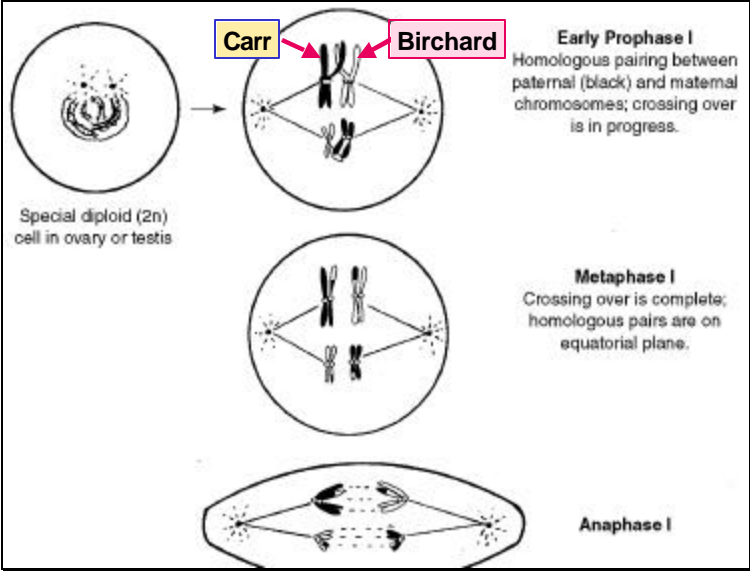 Carr
Birchard
Early Prophase I
Homologous pairing between
paternal (black) and maternal
chromosomes; crossing over
is in progress.
Special diploid (2n)
cell in ovary or testis
Metaphase I
Crossing over is complete;
homologous pairs are on
equatorial plane.
Anaphase I